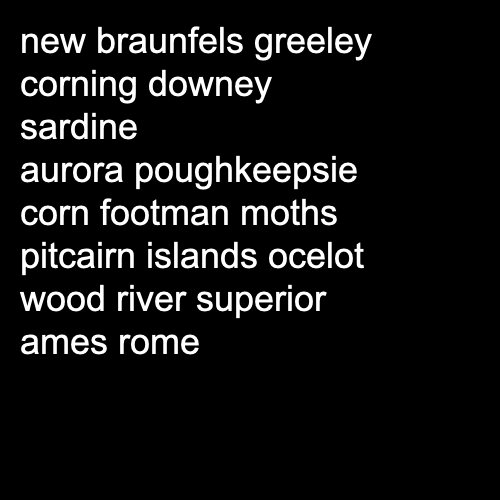 new braunfels greeley
corning downey
sardine
aurora poughkeepsie
corn footman moths
pitcairn islands ocelot
wood river superior
ames rome